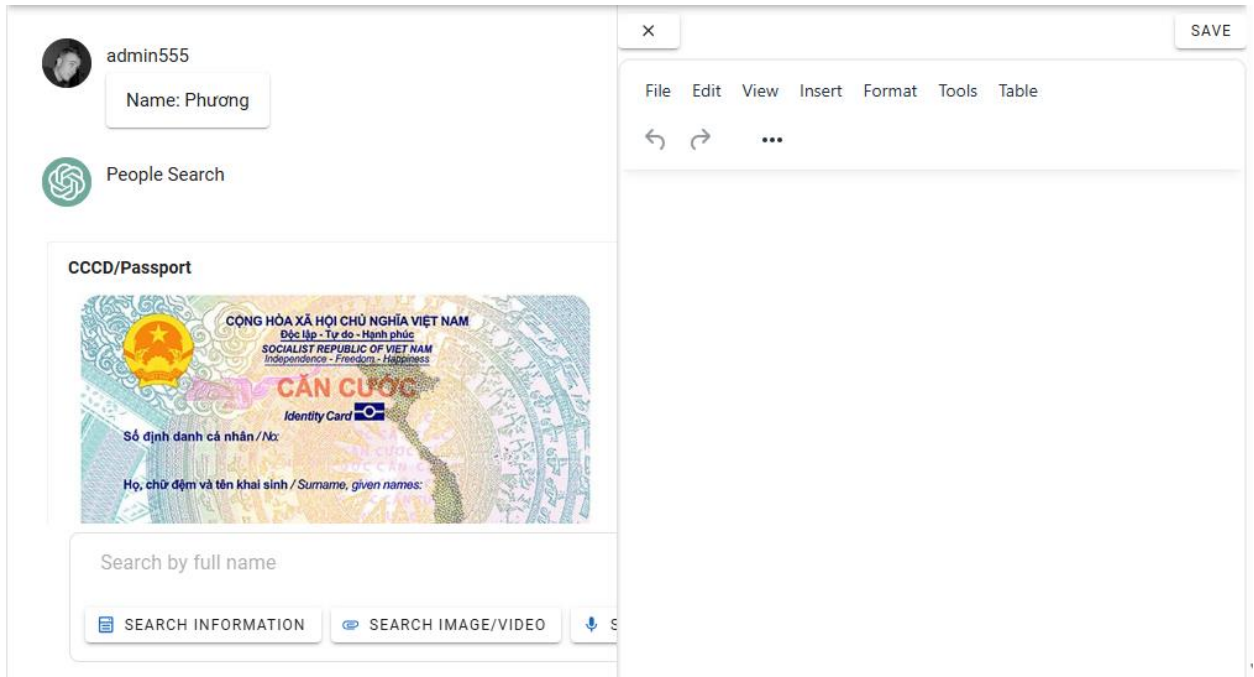 admin555
Name: Phương
People Search
CCCD/Passport
CỘNG HÒA XÃ HỘI CHỦ NGHĨA VIỆT NAM
Độc lập - Tự do - Hạnh phúc
SOCIALIST REPUBLIC OF VIET NAM
Independence - Freedom - Happiness
CĂN CƯỚC
Identity Card
Số định danh cá nhân / No:
Họ, chữ đệm và tên khai sinh / Surname, given names:
Search by full name
SEARCH INFORMATION
SEARCH IMAGE/VIDEO
S
SAVE
File Edit View Insert Format Tools Table